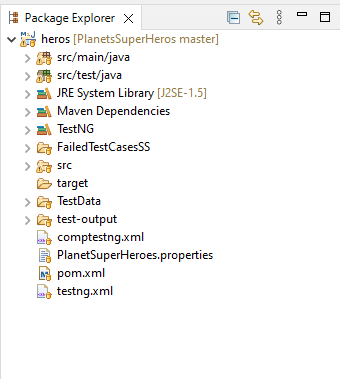 Package Explorer
heros [PlanetsSuperHeros master]
src/main/java
src/test/java
JRE System Library [J2SE-1.5]
Maven Dependencies
TestNG
FailedTestCasesSS
src
target
TestData
test-output
comptestng.xml
PlanetSuperHeroes.properties
pom.xml
testng.xml